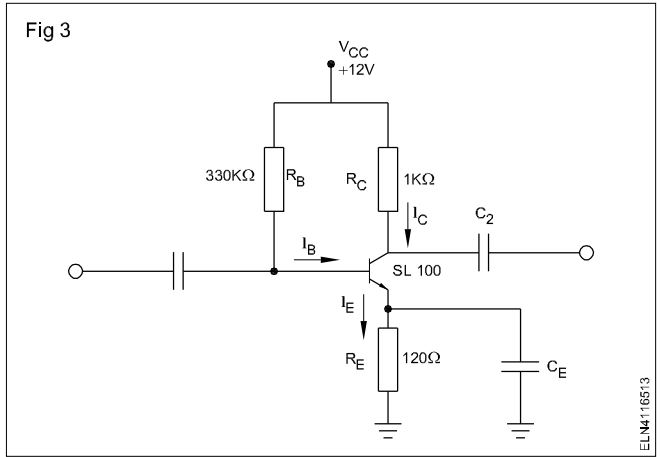 Fig 3
VCC
+12V
330KΩ
RB
RC
1KΩ
IC
C2
IB
SL 100
IE
RE
120Ω
CE
ELN4116513